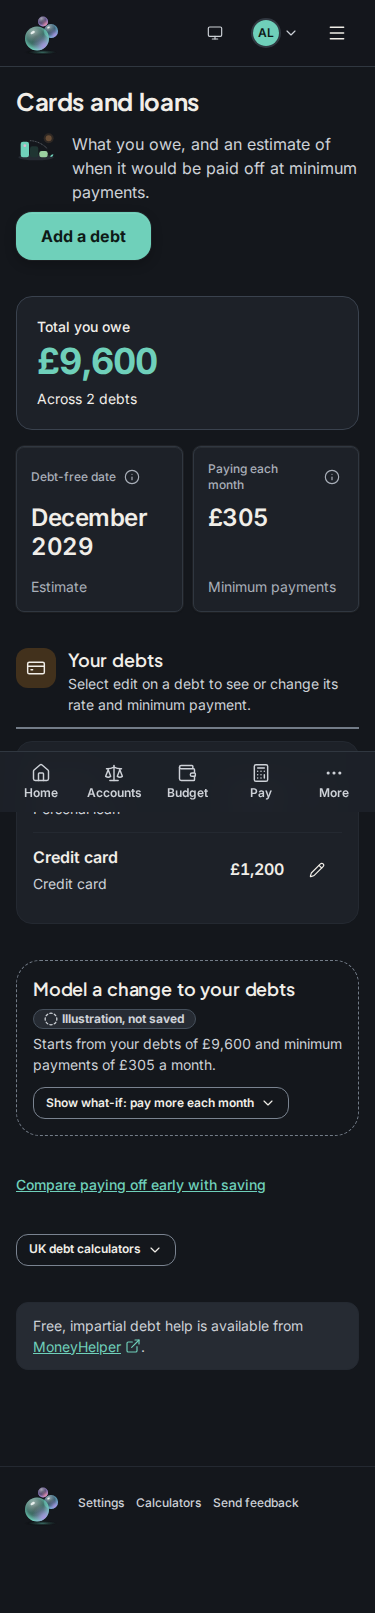 AL
Cards and loans
What you owe, and an estimate of
when it would be paid off at minimum
payments.
Add a debt
Total you owe
£9,600
Across 2 debts
Debt-free date
December
2029
Estimate
Paying each
month
£305
Minimum payments
Your debts
Select edit on a debt to see or change its
rate and minimum payment.
Home
Accounts
Budget
Pay
More
Personal loan
Credit card
£1,200
Credit card
Model a change to your debts
Illustration, not saved
Starts from your debts of £9,600 and minimum
payments of £305 a month.
Show what-if: pay more each month
Compare paying off early with saving
UK debt calculators
Free, impartial debt help is available from
MoneyHelper .
Settings
Calculators
Send feedback